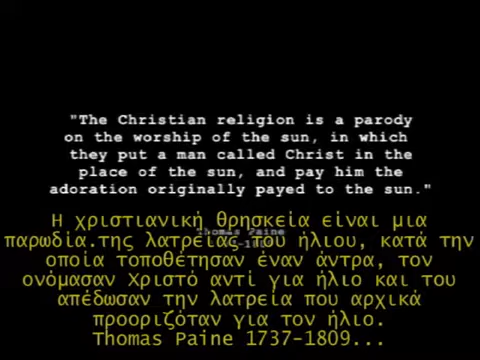 "The Christian religion is a parody
on the worship of the sun, in which
they put a man called Christ in the
place of the sun, and pay him the
adoration originally payed to the sun."
Thomas Paine
Η χριστιανική θρησκεία είναι μια
παρωδία.της λατρείας του ήλιου, κατά την
οποία τοποθέτησαν έναν άντρα, τον
ονόμασαν Χριστό αντί για ήλιο και του
απέδωσαν την λατρεία που αρχικά
προοριζόταν για τον ήλιο.
Thomas Paine 1737-1809...